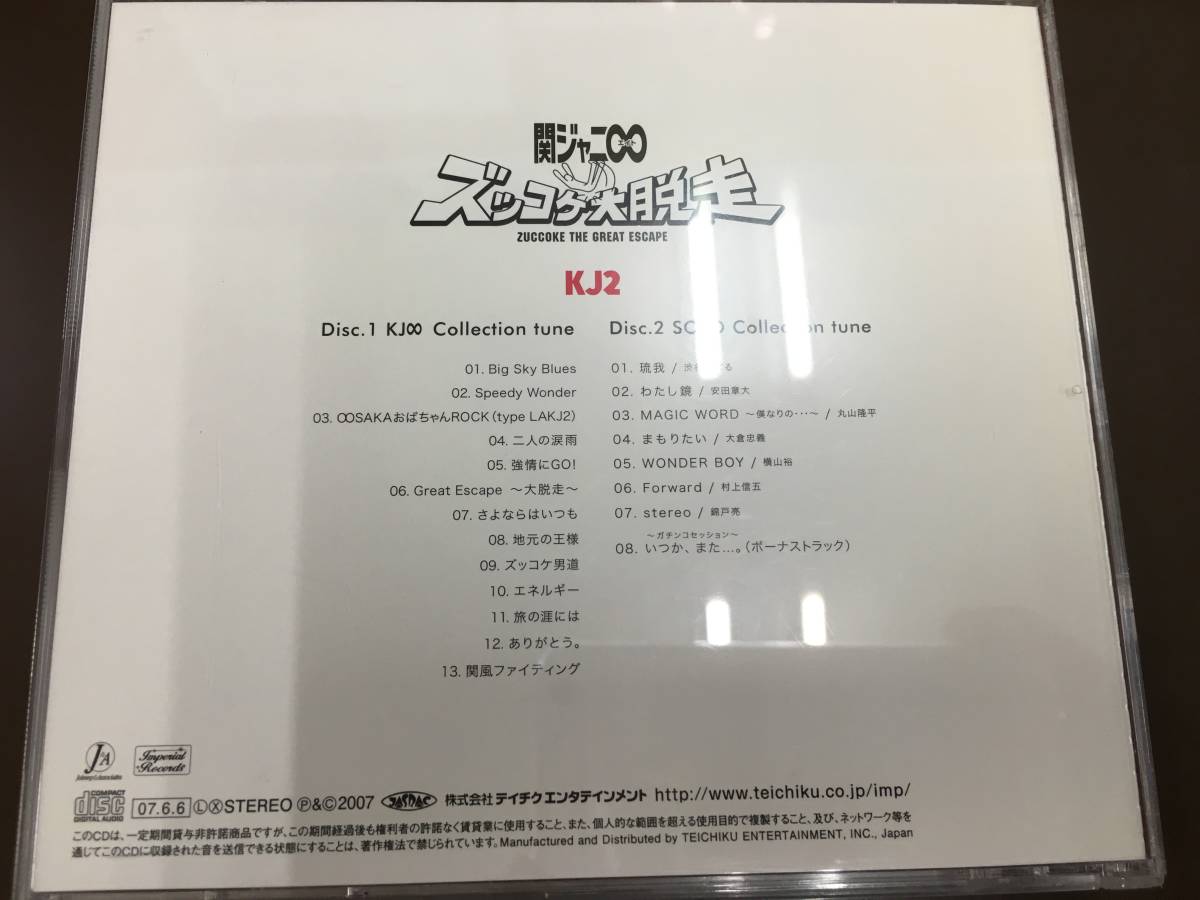 関ジャニ∞
エイト
ズッコケ大脱走
ZUCCOKE THE GREAT ESCAPE
KJ2
Disc.1 KJ∞ Collection tune
01. Big Sky Blues
02. Speedy Wonder
03. ∞SAKAおばちゃんROCK(type LAKJ2)
04. 二人の涙雨
05. 強情にGO!
06. Great Escape ～大脱走～
07. さよならはいつも
08. 地元の王様
09. ズッコケ男道
10. エネルギー
11. 旅の涯には
12. ありがとう。
13. 関風ファイティング
Disc.2 Collection tune
01. 琉我 /
02. わたし鏡 / 安田章大
03. MAGIC WORD ～僕なりの・・・～ / 丸山隆平
04. まもりたい / 大倉忠義
05. WONDER BOY / 横山裕
06. Forward / 村上信五
07. stereo / 錦戸亮
～ガチンコセッション～
08. いつか、また…。(ボーナストラック)
J&A
Johnny & Associates
Imperial Records
COMPACT disc DIGITAL AUDIO
07.6.6 Ⓛ Ⓧ STEREO Ⓟ&Ⓒ2007 JASRAC 株式会社テイチクエンタテインメント http://www.teichiku.co.jp/imp/
このCDは、一定期間貸与非許諾商品ですが、この期間経過後も権利者の許諾なく賃貸業に使用すること、また、個人的な範囲を超える使用目的で複製すること、及び、ネットワーク等を
通じてこのCDに収録された音を送信できる状態にすることは、著作権法で禁じられています。Manufactured and Distributed by TEICHIKU ENTERTAINMENT, INC., Japan